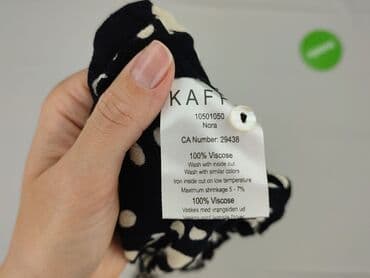 KAFF
10501050
Nora
CA Number: 29438
100% Viscose
Wash with inside out
Wash with similar colors
Iron inside out on low temperature
Maximum shrinkage 5 - 7%
100% Viscose
Vaskes med vrangsiden ud